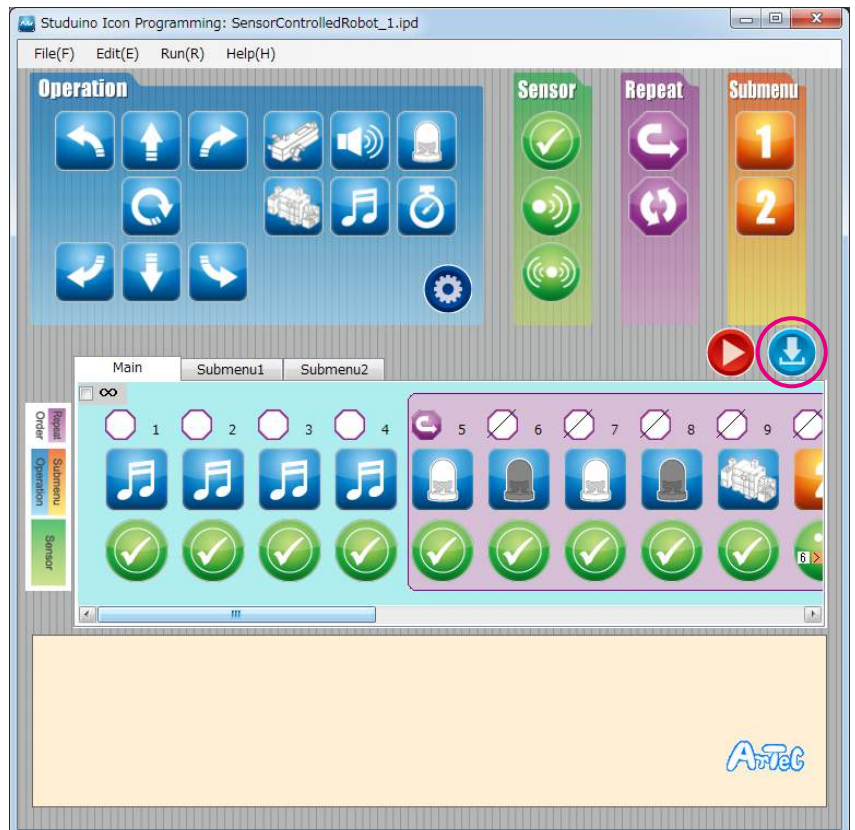 Studuino Icon Programming: SensorControlledRobot_1.ipd
File(F) Edit(E) Run(R) Help(H)
Operation
Sensor
Repeat
Submenu
1
2
Main Submenu1 Submenu2
∞
Repeat
Order
1 2 3 4 5 6 7 8 9
Submenu
Operation
2
Sensor
6 >
ArTeC